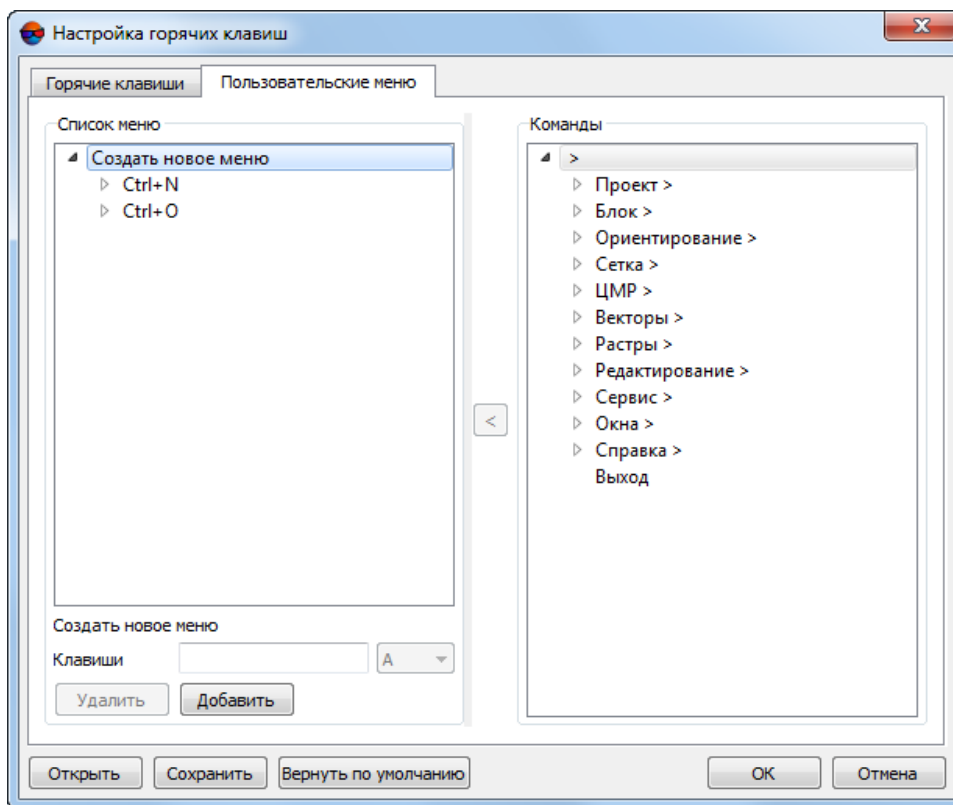 Настройка горячих клавиш
Горячие клавиши
Пользовательские меню
Список меню
Создать новое меню
Ctrl+N
Ctrl+O
Создать новое меню
Клавиши
A
Удалить
Добавить
<
Команды
>
Проект >
Блок >
Ориентирование >
Сетка >
ЦМР >
Векторы >
Растры >
Редактирование >
Сервис >
Окна >
Справка >
Выход
Открыть
Сохранить
Вернуть по умолчанию
ОК
Отмена